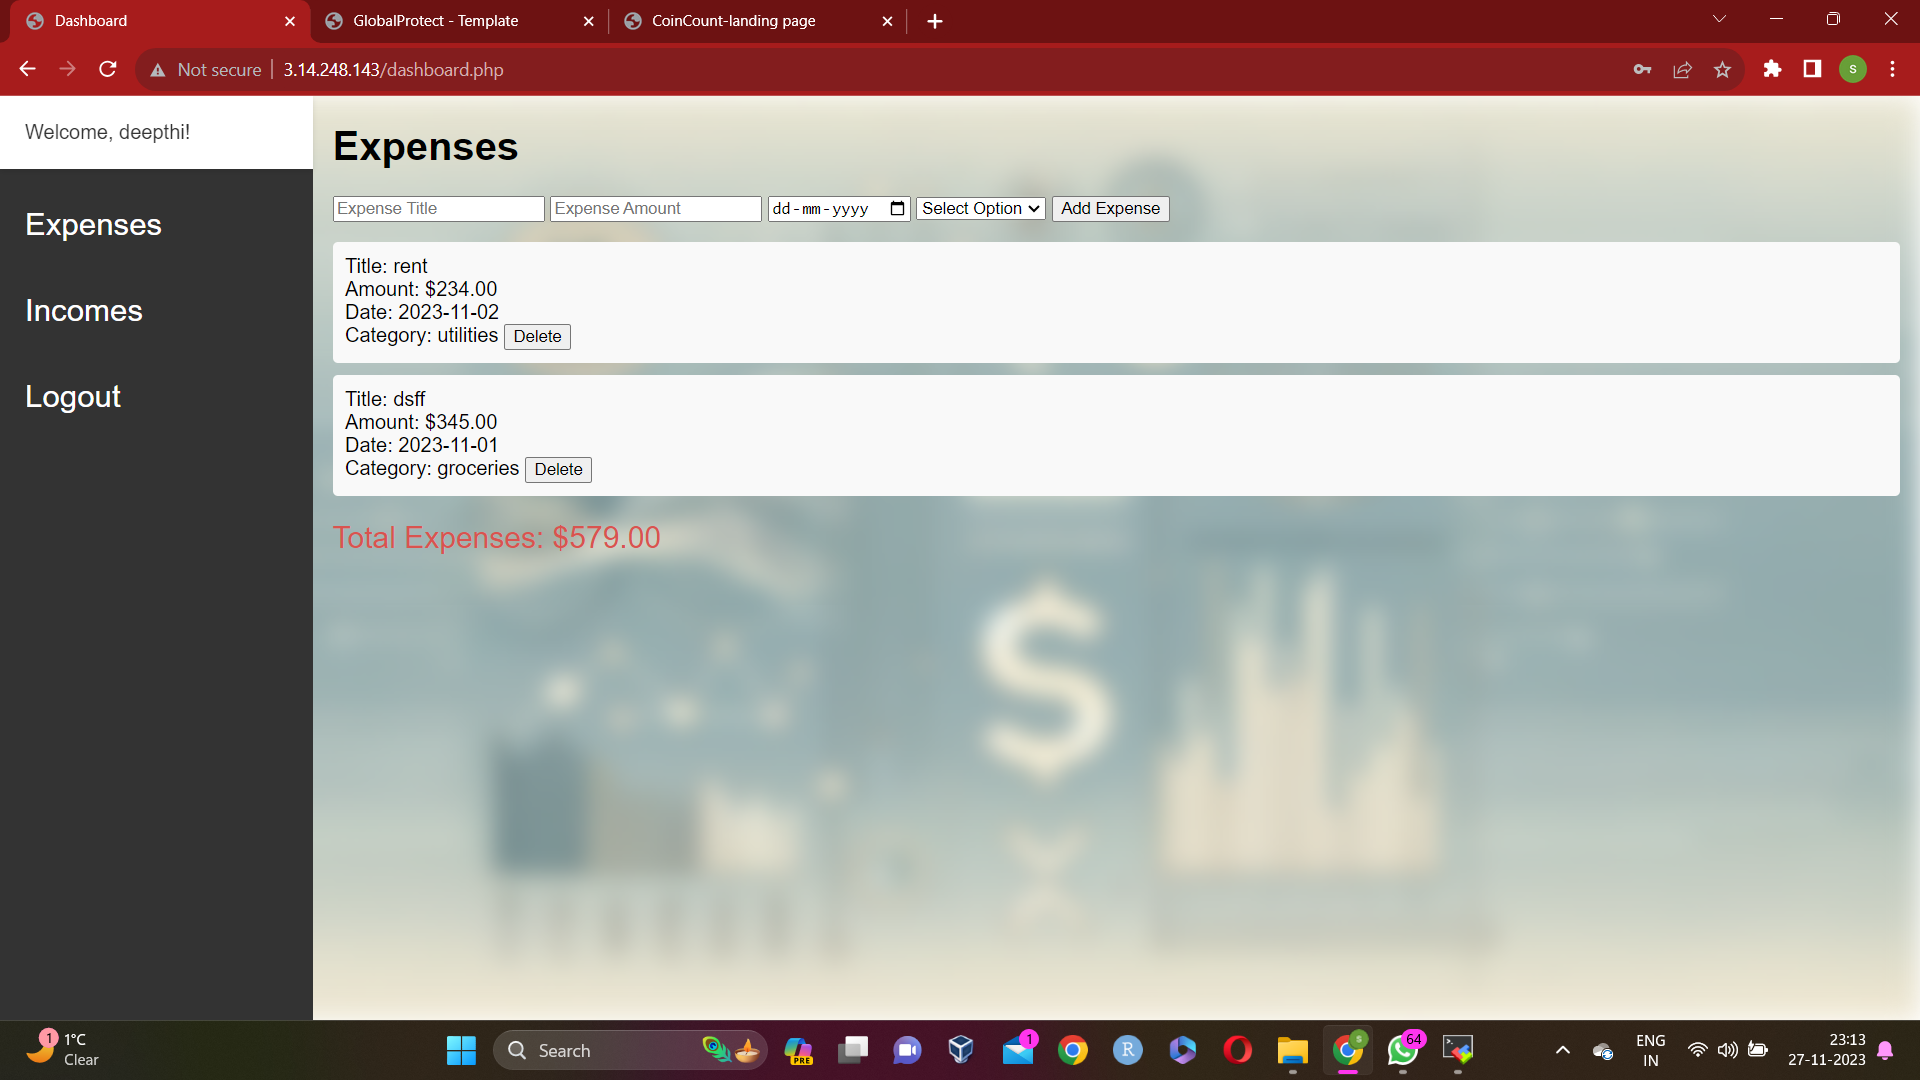 Dashboard
GlobalProtect - Template
CoinCount-landing page
Not secure
3.14.248.143/dashboard.php
s
Welcome, deepthi!
Expenses
Incomes
Logout
Expenses
Expense Title
Expense Amount
dd-mm-yyyy
Select Option
Add Expense
Title: rent
Amount: $234.00
Date: 2023-11-02
Category: utilities Delete
Title: dsff
Amount: $345.00
Date: 2023-11-01
Category: groceries Delete
Total Expenses: $579.00
$
1
1°C
Clear
Search
PRE
1
R
s
64
ENG
IN
23:13
27-11-2023